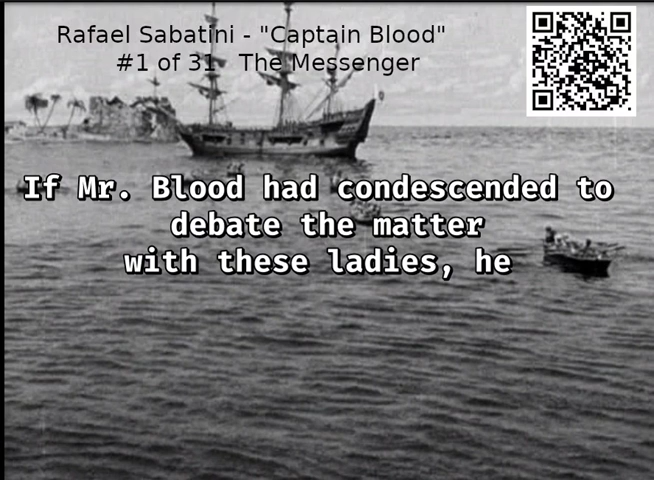 Rafael Sabatini - "Captain Blood"
#1 of 31 The Messenger
If Mr. Blood had condescended to
debate the matter
with these ladies, he